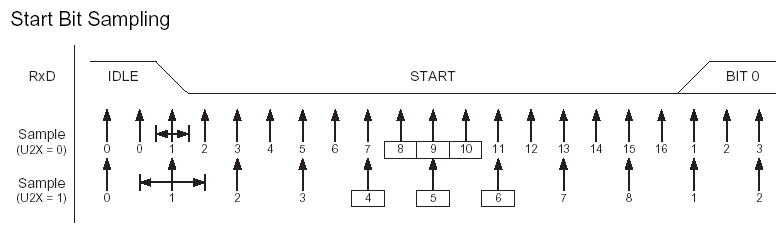 Start Bit Sampling
RxD IDLE START BIT 0
Sample
(U2X = 0)
0 0 1 2 3 4 5 6 7 8 9 10 11 12 13 14 15 16 1 2 3
Sample
(U2X = 1)
0 1 2 3 4 5 6 7 8 1 2